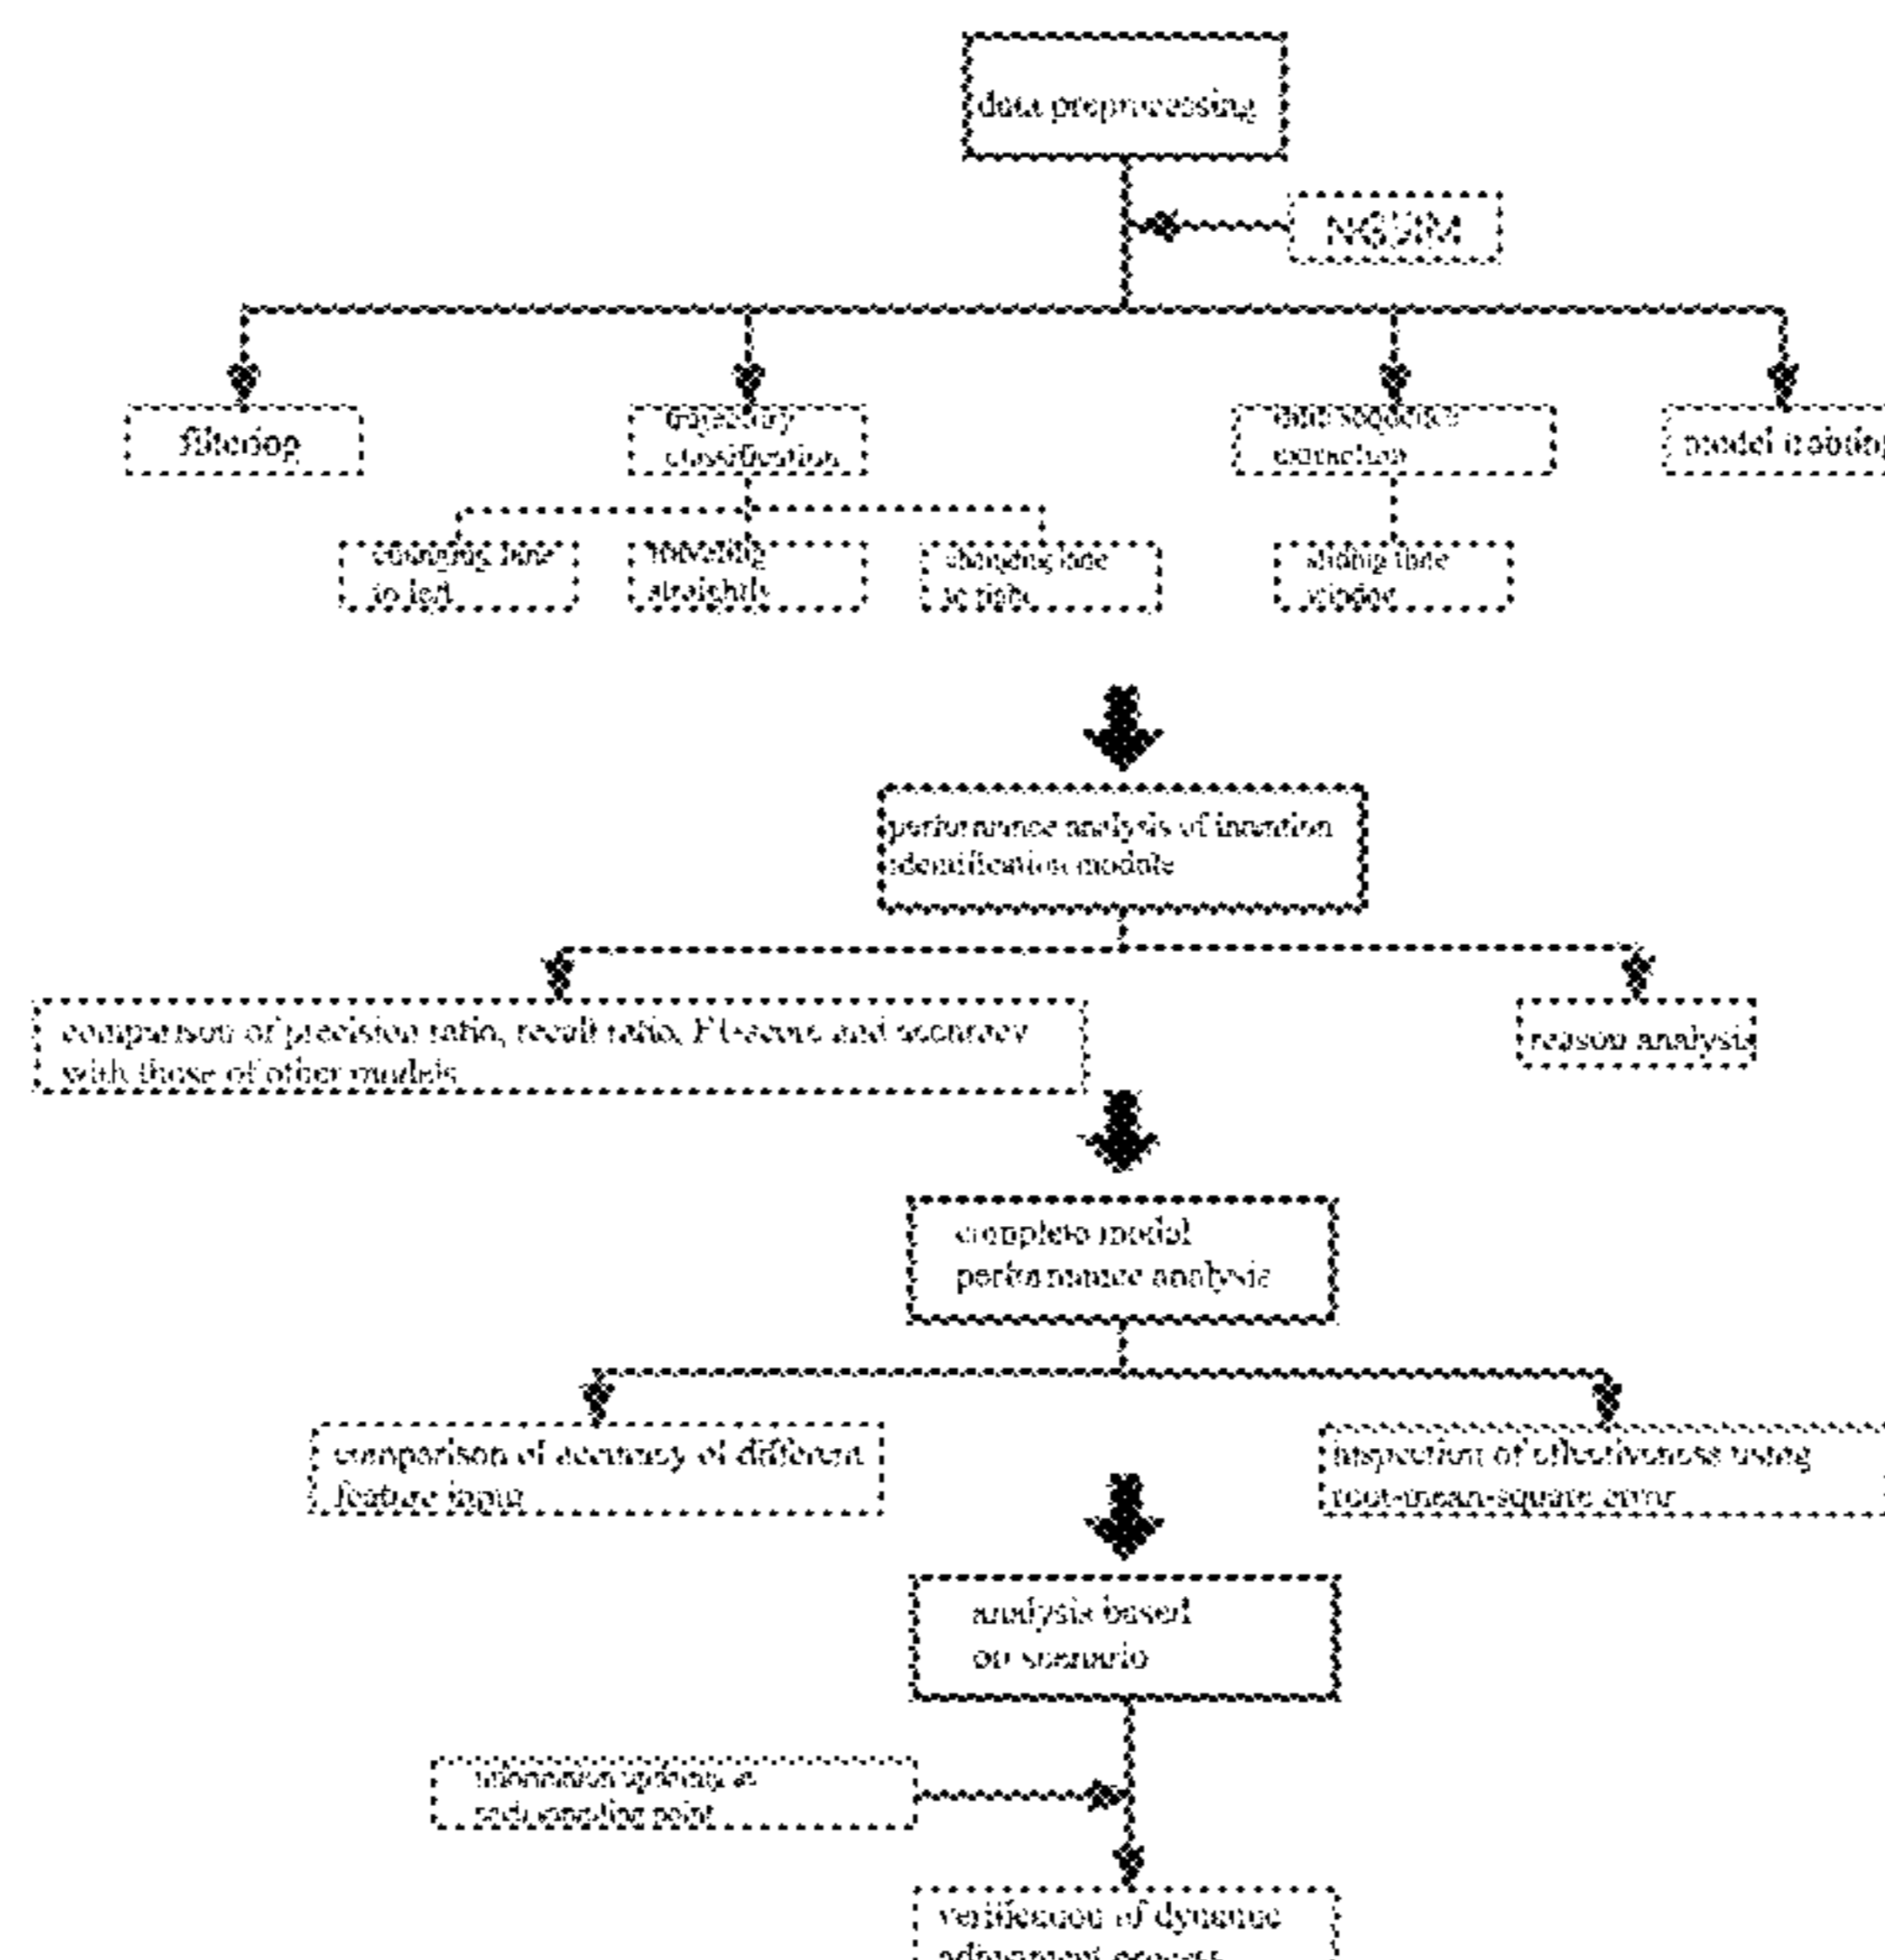 data preprocessing
NGSIM
filtering
trajectory
classification
time sequence
extraction
model training
changing lane
to left
traveling
straightly
changing lane
to right
sliding time
window
performance analysis of intention
identification module
comparison of precision ratio, recall ratio, F1-score and accuracy
with those of other models
reason analysis
complete model
performance analysis
comparison of accuracy of different
feature input
inspection of effectiveness using
root-mean-square error
analysis based
on scenario
information updating at
each sampling point
verification of dynamic
adjustment process